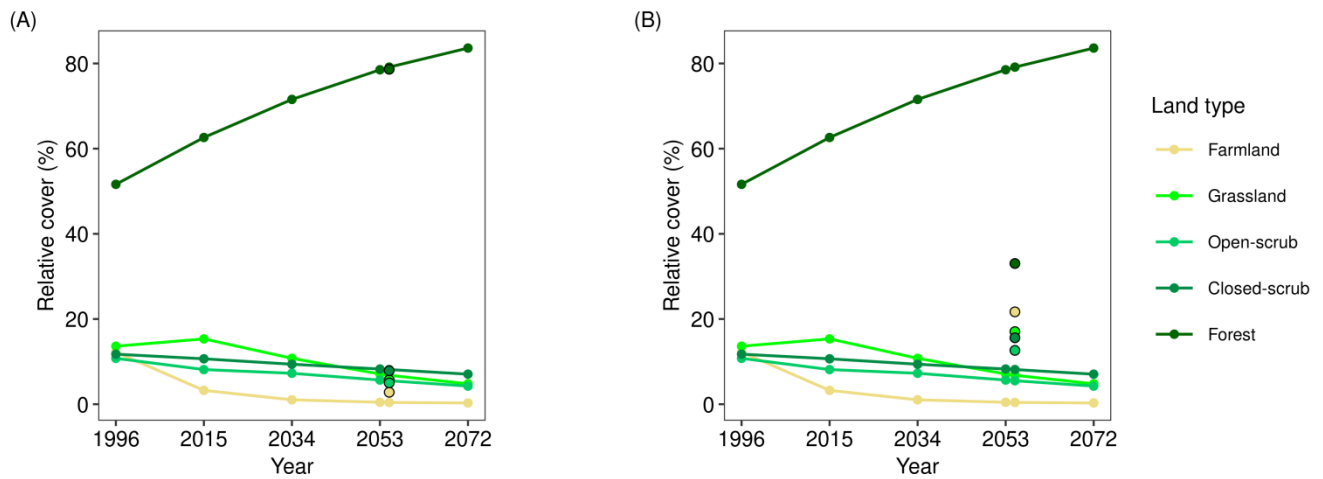 (A)
Relative cover (%)
80
60
40
20
0
1996 2015 2034 2053 2072
Year
(B)
Relative cover (%)
80
60
40
20
0
1996 2015 2034 2053 2072
Year
Land type
Farmland
Grassland
Open-scrub
Closed-scrub
Forest